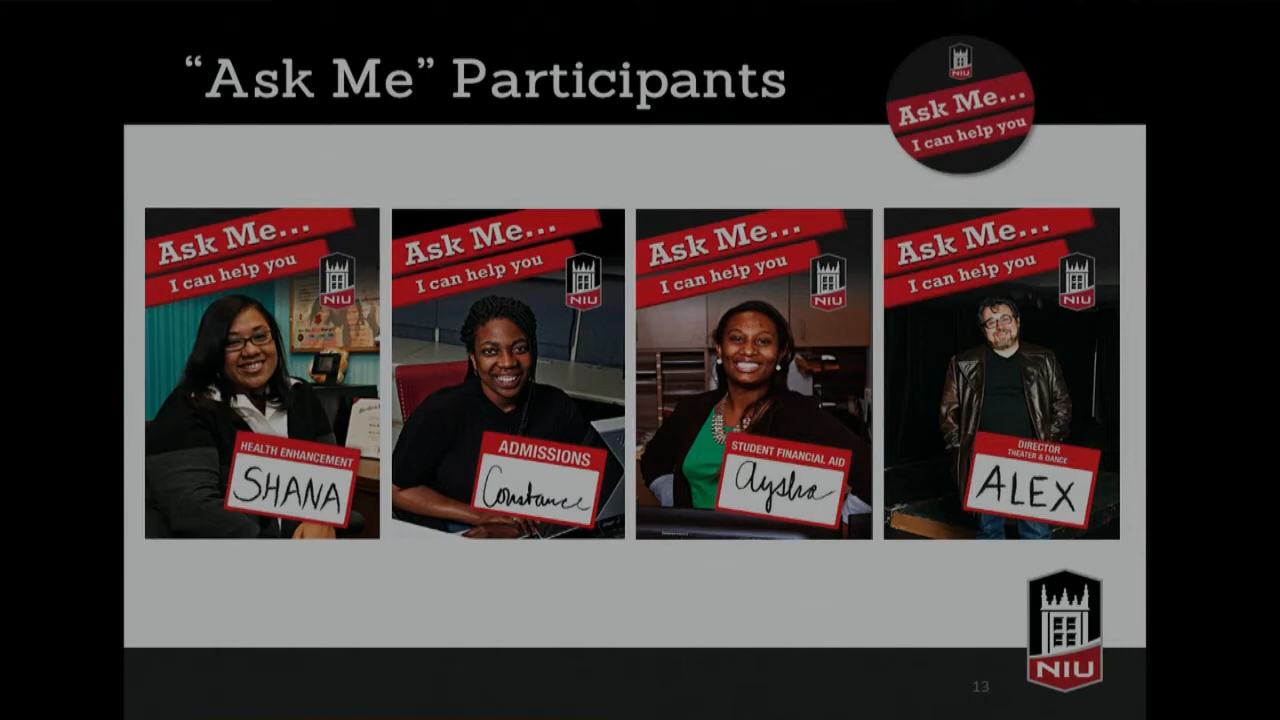 “Ask Me” Participants
NIU
Ask Me...
I can help you
Ask Me...
I can help you
NIU
HEALTH ENHANCEMENT
SHANA
Ask Me...
I can help you
NIU
ADMISSIONS
Constance
Ask Me...
I can help you
NIU
STUDENT FINANCIAL AID
Aysha
Ask Me...
I can help you
NIU
DIRECTOR
THEATER & DANCE
ALEX
NIU
13